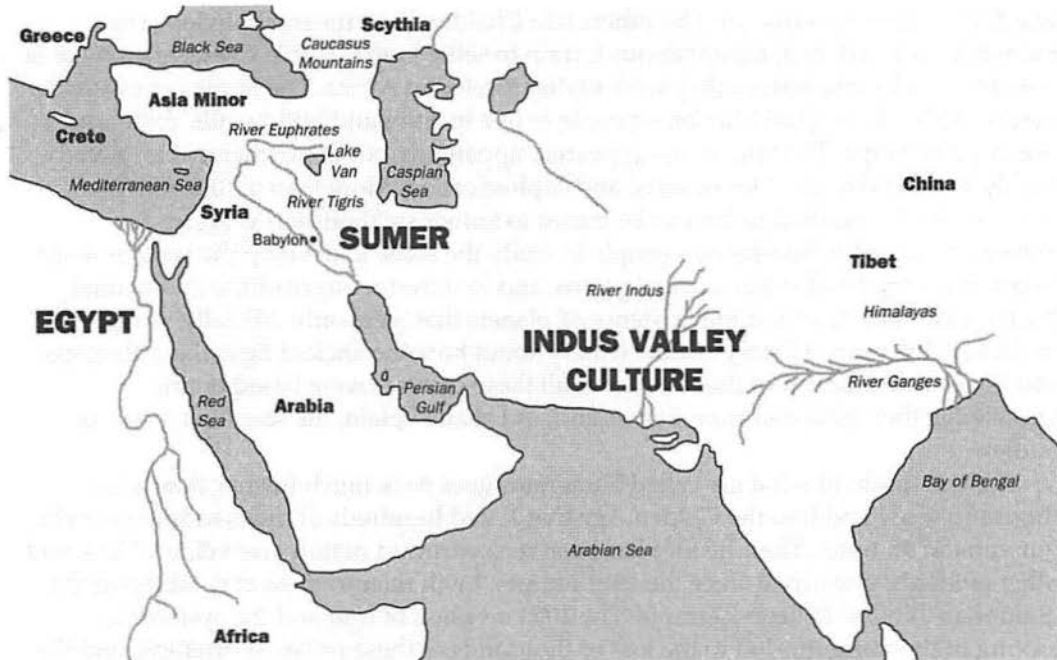 Scythia
Greece
Black Sea
Caucasus
Mountains
Asia Minor
Crete
River Euphrates
Lake
Van
Mediterranean Sea
Caspian
Sea
China
Syria
River Tigris
Babylon
SUMER
Tibet
River Indus
Himalayas
EGYPT
INDUS VALLEY
CULTURE
River Ganges
Red
Sea
Arabia
Persian
Gulf
Bay of Bengal
Arabian Sea
Africa